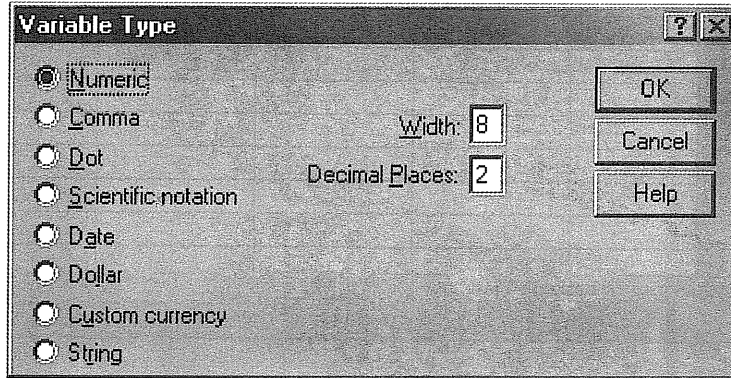 Variable Type
Numeric
Comma
Dot
Scientific notation
Date
Dollar
Custom currency
String
Width: 8
Decimal Places: 2
OK
Cancel
Help